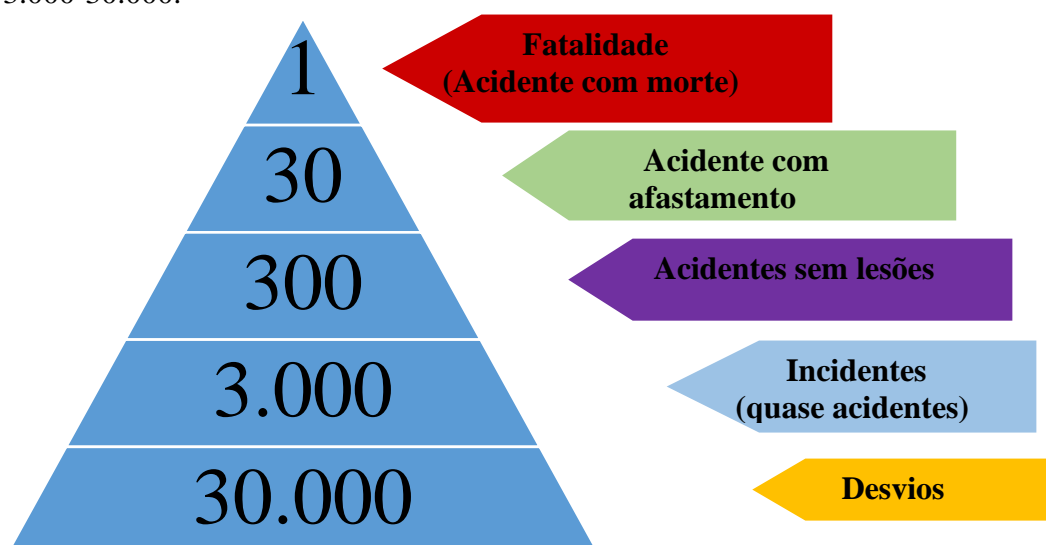 1
Fatalidade
(Acidente com morte)
30
Acidente com
afastamento
300
Acidentes sem lesões
3.000
Incidentes
(quase acidentes)
30.000
Desvios